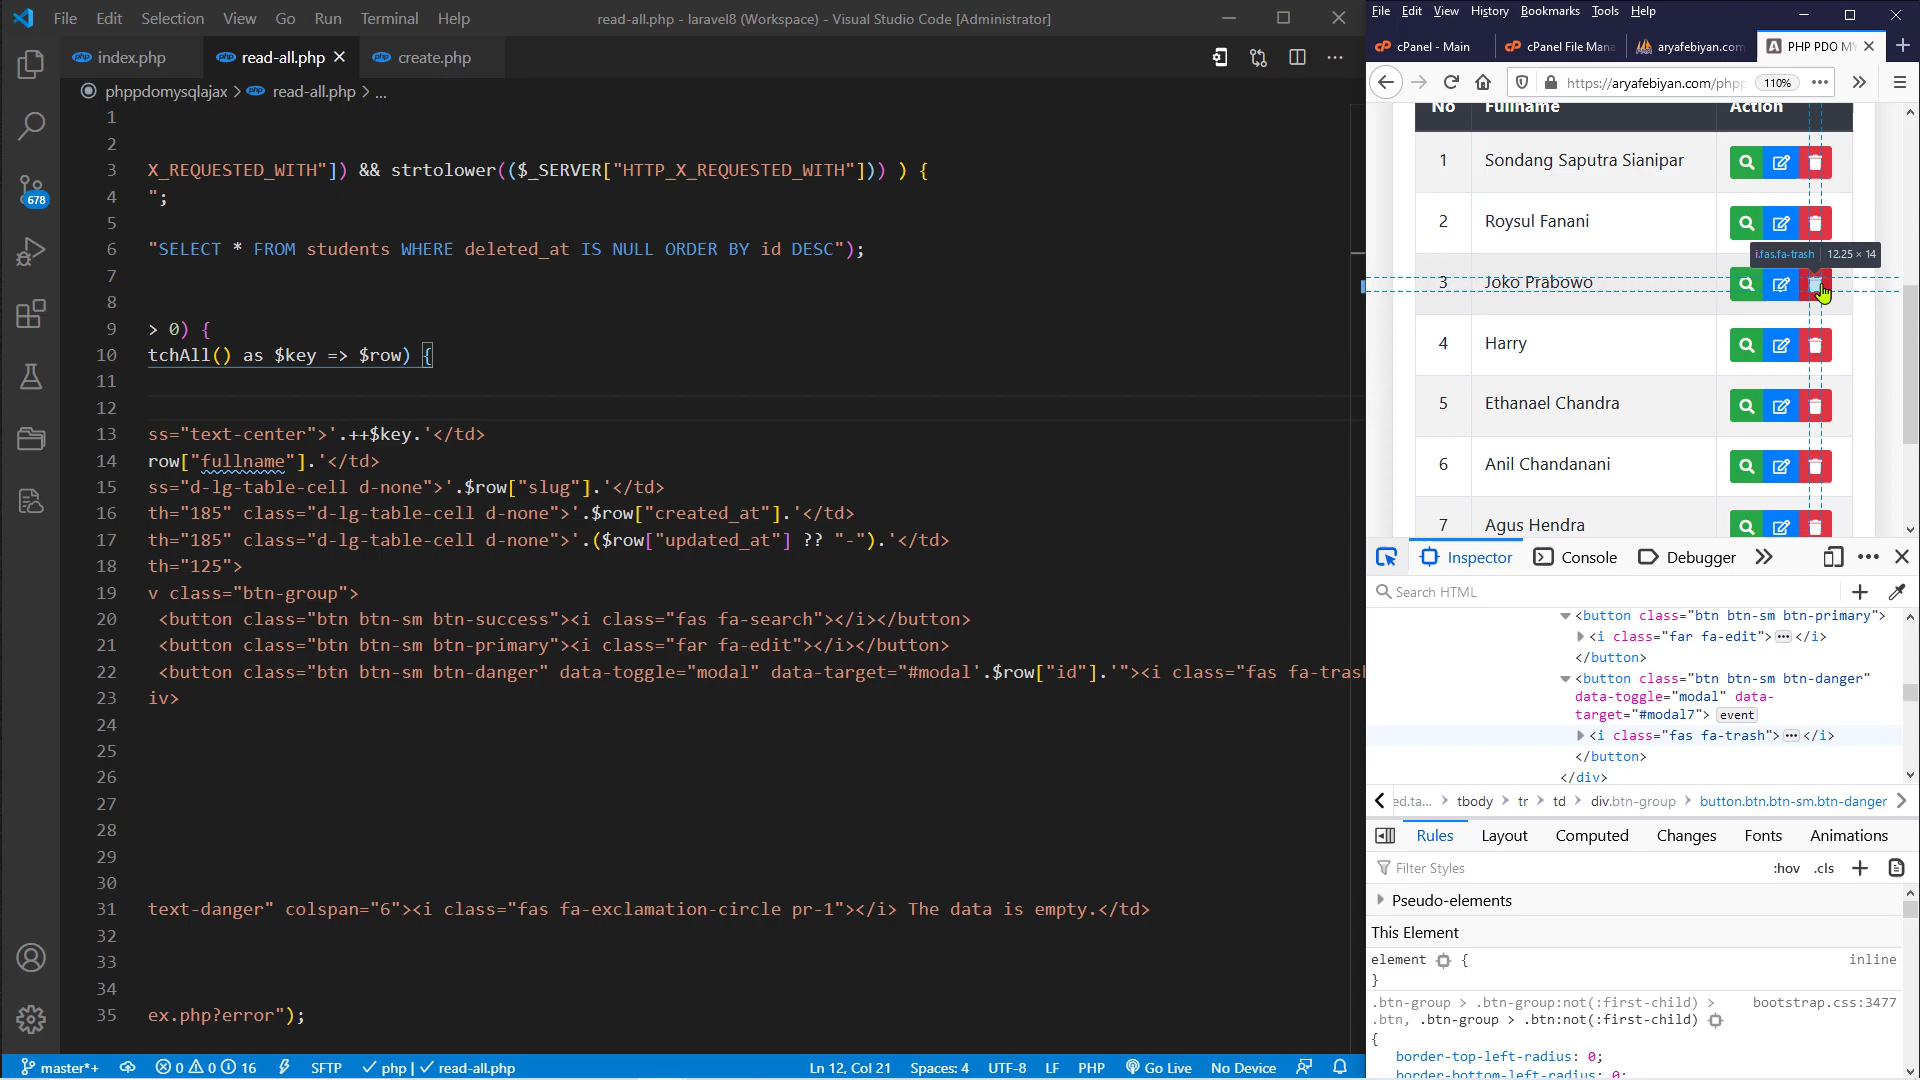 File Edit Selection View Go Run Terminal Help
read-all.php - laravel8 (Workspace) - Visual Studio Code [Administrator]
index.php
read-all.php
create.php
phppdomysqlajax > read-all.php > ...
678
1
2
3 X_REQUESTED_WITH"]) && strtolower(($_SERVER["HTTP_X_REQUESTED_WITH"])) ) {
4 ";
5
6 "SELECT * FROM students WHERE deleted_at IS NULL ORDER BY id DESC");
7
8
9 > 0) {
10 tchAll() as $key => $row) {
11
12
13 ss="text-center">'.++$key.'</td>
14 row["fullname"].'</td>
15 ss="d-lg-table-cell d-none">'.$row["slug"].'</td>
16 th="185" class="d-lg-table-cell d-none">'.$row["created_at"].'</td>
17 th="185" class="d-lg-table-cell d-none">'.($row["updated_at"] ?? "-").'</td>
18 th="125">
19 v class="btn-group">
20 <button class="btn btn-sm btn-success"><i class="fas fa-search"></i></button>
21 <button class="btn btn-sm btn-primary"><i class="far fa-edit"></i></button>
22 <button class="btn btn-sm btn-danger" data-toggle="modal" data-target="#modal'.$row["id"].'"><i class="fas fa-trash
23 iv>
24
25
26
27
28
29
30
31 text-danger" colspan="6"><i class="fas fa-exclamation-circle pr-1"></i> The data is empty.</td>
32
33
34
35 ex.php?error");
master*+ 0 0 16 SFTP php | read-all.php
Ln 12, Col 21 Spaces: 4 UTF-8 LF PHP Go Live No Device
File Edit View History Bookmarks Tools Help
cPanel - Main
cPanel File Mana
aryafebiyan.com
PHP PDO MY
https://aryafebiyan.com/phpp
110%
No Fullname Action
1 Sondang Saputra Sianipar
2 Roysul Fanani
i.fas.fa-trash 12.25 × 14
3 Joko Prabowo
4 Harry
5 Ethanael Chandra
6 Anil Chandanani
7 Agus Hendra
Inspector Console Debugger
Search HTML
<button class="btn btn-sm btn-primary">
<i class="far fa-edit"> </i>
</button>
<button class="btn btn-sm btn-danger"
data-toggle="modal" data-
target="#modal7"> event
<i class="fas fa-trash"> </i>
</button>
</div>
ed.ta... > tbody > tr > td > div.btn-group > button.btn.btn-sm.btn-danger
Rules Layout Computed Changes Fonts Animations
Filter Styles :hov .cls
Pseudo-elements
This Element
element { inline
}
.btn-group > .btn-group:not(:first-child) > bootstrap.css:3477
.btn, .btn-group > .btn:not(:first-child)
{
border-top-left-radius: 0;
border-bottom-left-radius: 0;